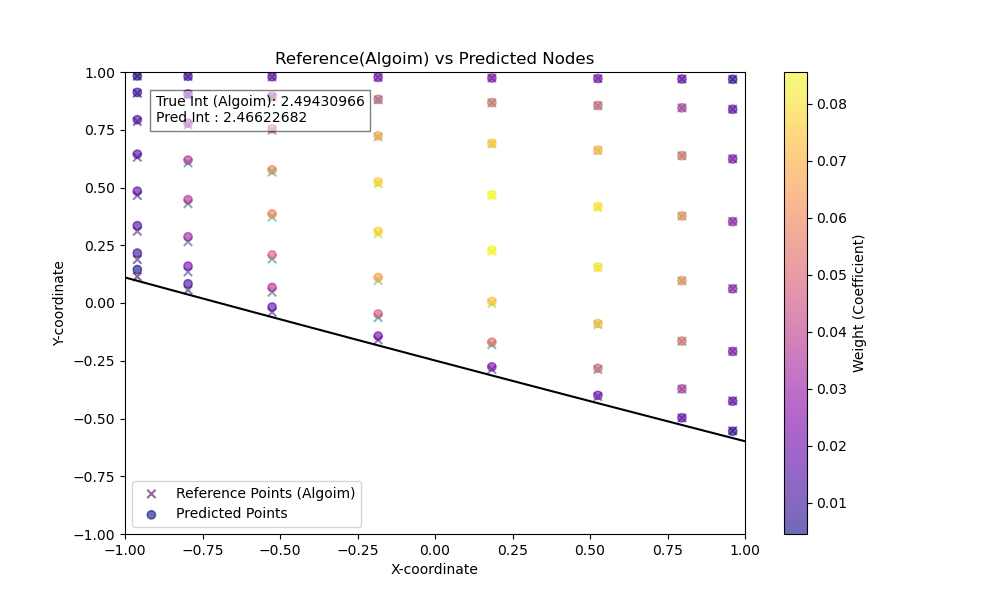 Reference(Algoim) vs Predicted Nodes
True Int (Algoim): 2.49430966
Pred Int : 2.46622682
1.00
0.75
0.50
0.25
0.00
−0.25
−0.50
−0.75
−1.00
Y-coordinate
Reference Points (Algoim)
Predicted Points
−1.00 −0.75 −0.50 −0.25 0.00 0.25 0.50 0.75 1.00
X-coordinate
0.08
0.07
0.06
0.05
0.04
0.03
0.02
0.01
Weight (Coefficient)